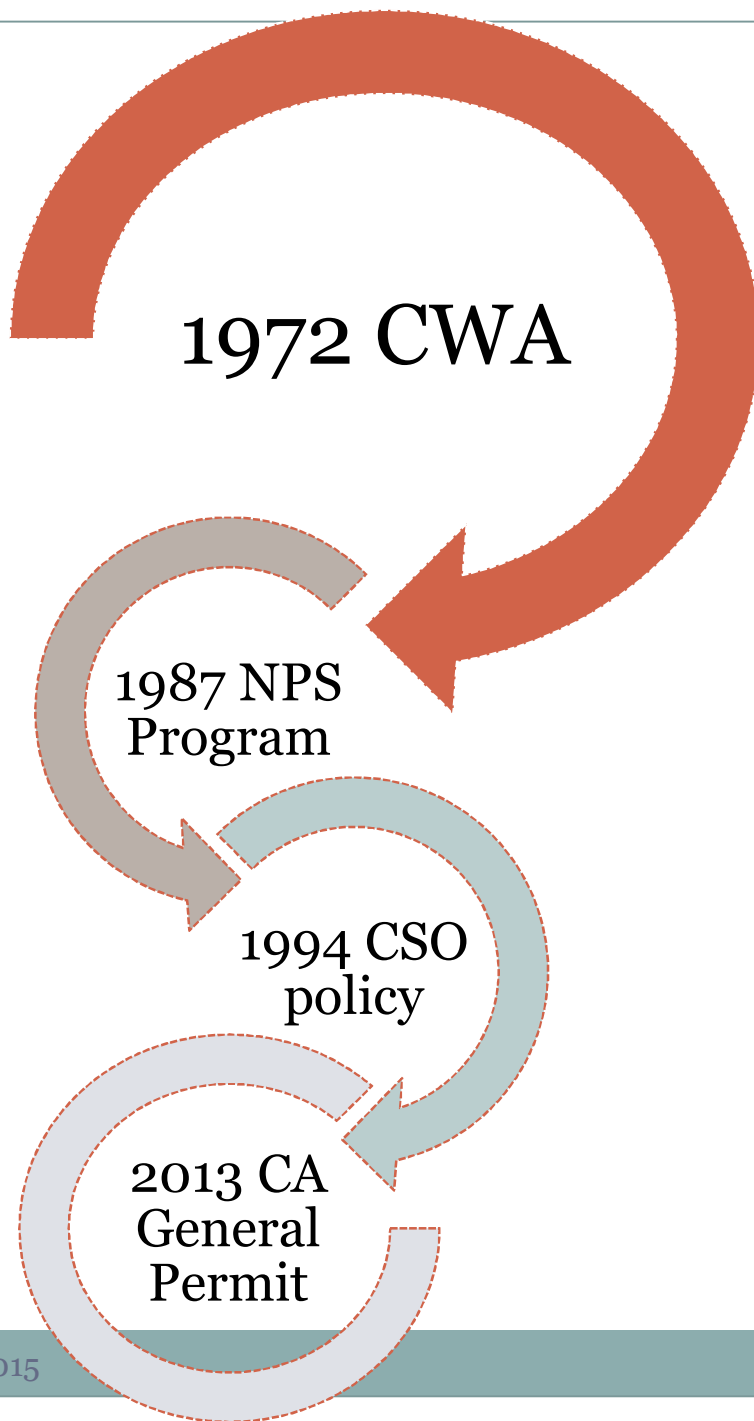 1972 CWA
1987 NPS
Program
1994 CSO
policy
2013 CA
General
Permit